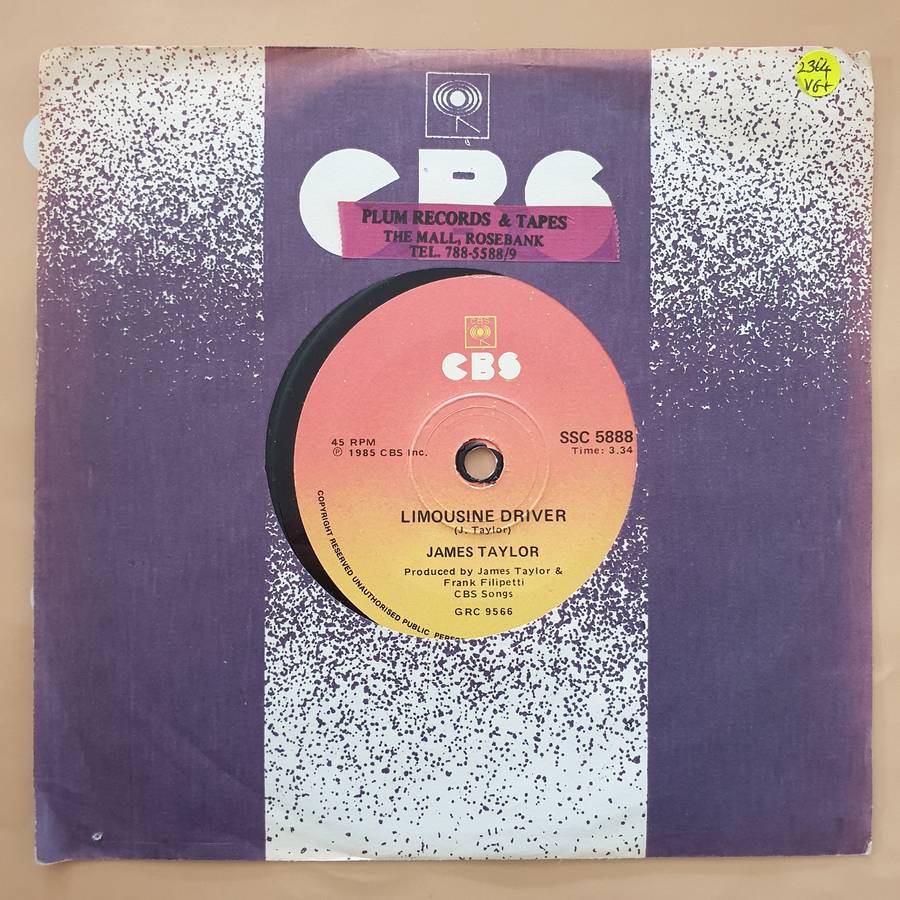 2364
VG+
CBS
PLUM RECORDS & TAPES
THE MALL, ROSEBANK
TEL. 788-5588/9
CBS
CBS
45 RPM
℗ 1985 CBS Inc.
SSC 5888
Time: 3.34
LIMOUSINE DRIVER
(J. Taylor)
JAMES TAYLOR
Produced by James Taylor &
Frank Filipetti
CBS Songs
GRC 9566
COPYRIGHT RESERVED UNAUTHORISED PUBLIC